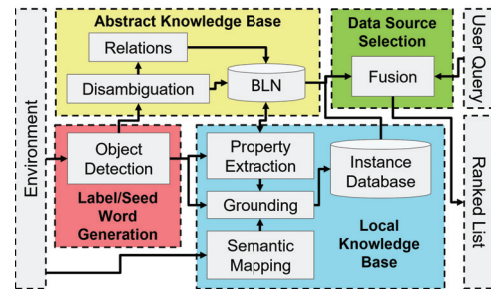 Abstract Knowledge Base
Relations
Disambiguation
BLN
Data Source
Selection
Fusion
User Query
Environment
Object
Detection
Label/Seed
Word
Generation
Property
Extraction
Grounding
Semantic
Mapping
Instance
Database
Local
Knowledge
Base
Ranked List